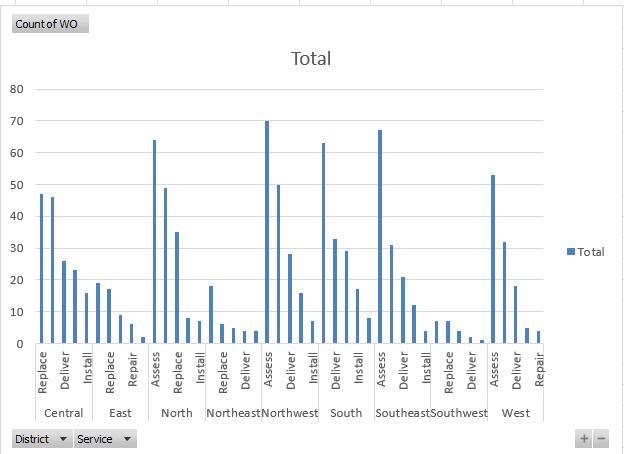 Count of WO
Total
80
70
60
50
40
30
20
10
0
Total
Replace Deliver Install Replace Repair Assess Replace Install Replace Deliver Assess Deliver Install Deliver Install Assess Deliver Install Replace Deliver Assess Deliver Repair
Central East North Northeast Northwest South Southeast Southwest West
District Service + −